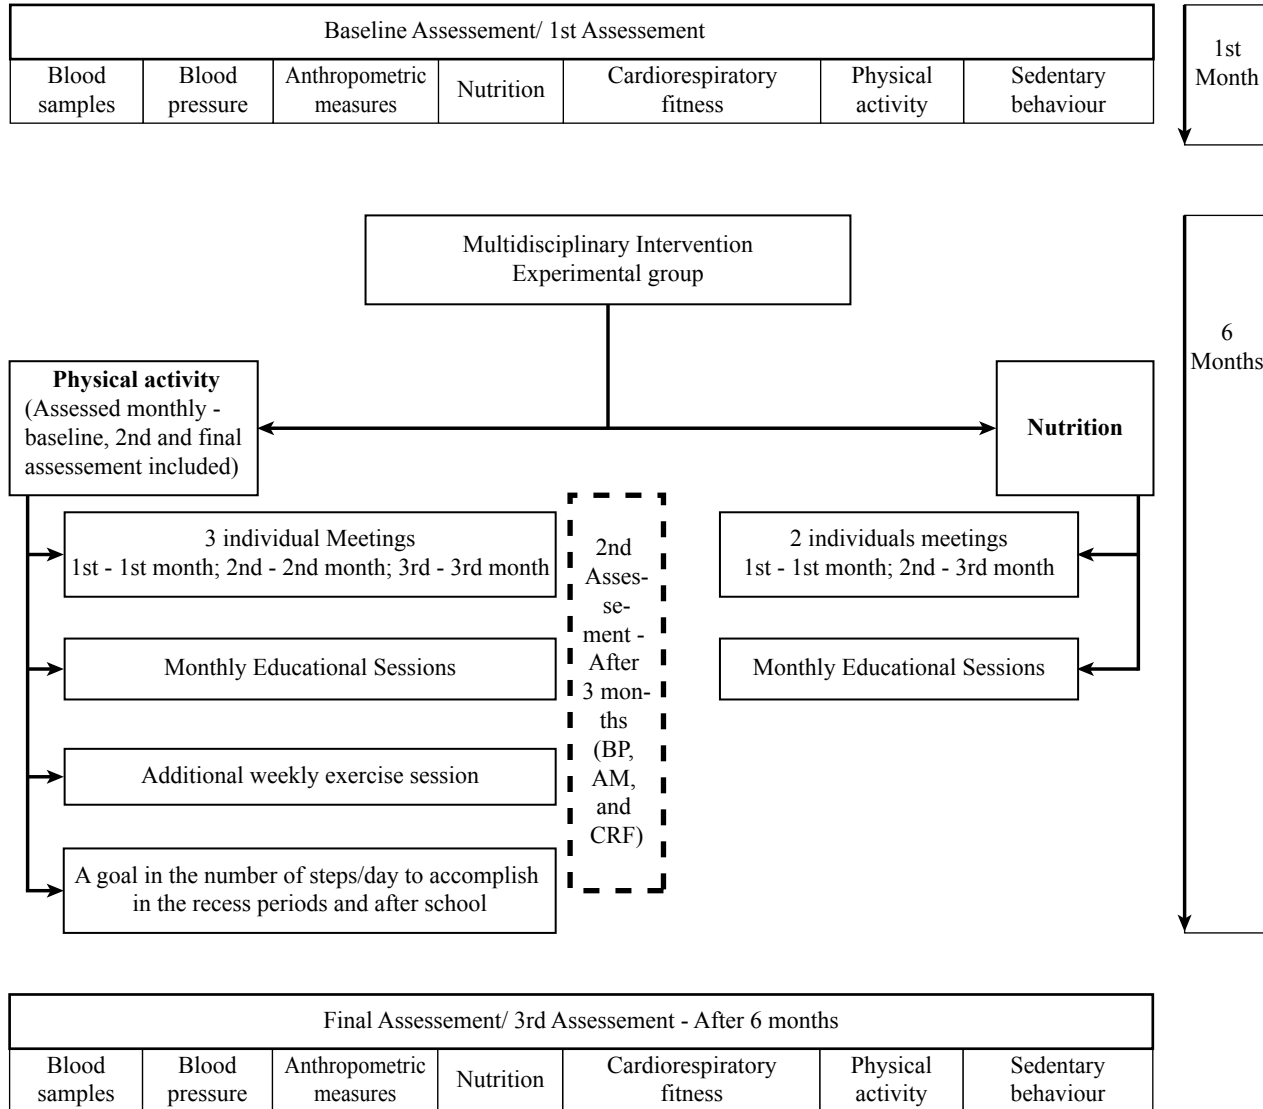 Baseline Assessement/ 1st Assessement
Blood
samples
Blood
pressure
Anthropometric
measures
Nutrition
Cardiorespiratory
fitness
Physical
activity
Sedentary
behaviour
1st
Month
Multidisciplinary Intervention
Experimental group
6
Months
Physical activity
(Assessed monthly -
baseline, 2nd and final
assessement included)
Nutrition
3 individual Meetings
1st - 1st month; 2nd - 2nd month; 3rd - 3rd month
Monthly Educational Sessions
Additional weekly exercise session
A goal in the number of steps/day to accomplish
in the recess periods and after school
2nd
Asses-
se-
ment -
After
3 mon-
ths
(BP,
AM,
and
CRF)
2 individuals meetings
1st - 1st month; 2nd - 3rd month
Monthly Educational Sessions
Final Assessement/ 3rd Assessement - After 6 months
Blood
samples
Blood
pressure
Anthropometric
measures
Nutrition
Cardiorespiratory
fitness
Physical
activity
Sedentary
behaviour